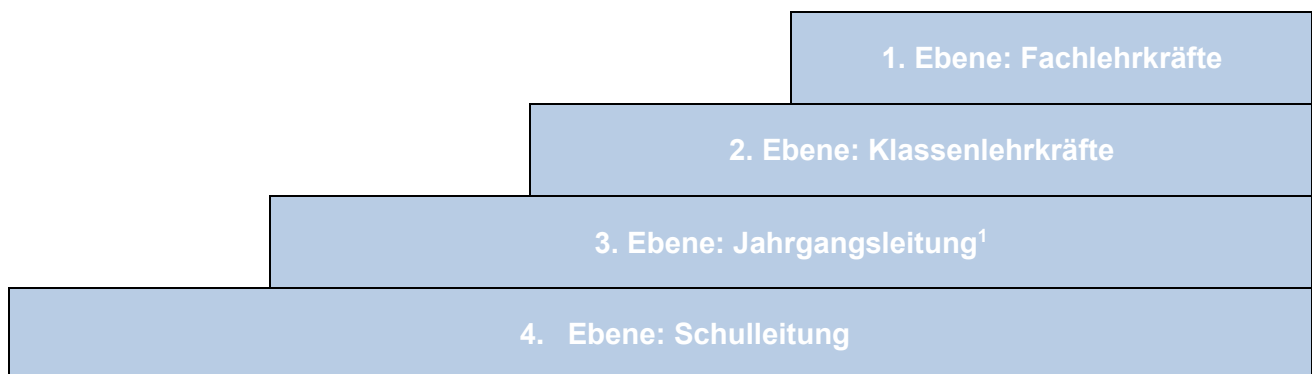 1. Ebene: Fachlehrkräfte
2. Ebene: Klassenlehrkräfte
3. Ebene: Jahrgangsleitung¹
4. Ebene: Schulleitung